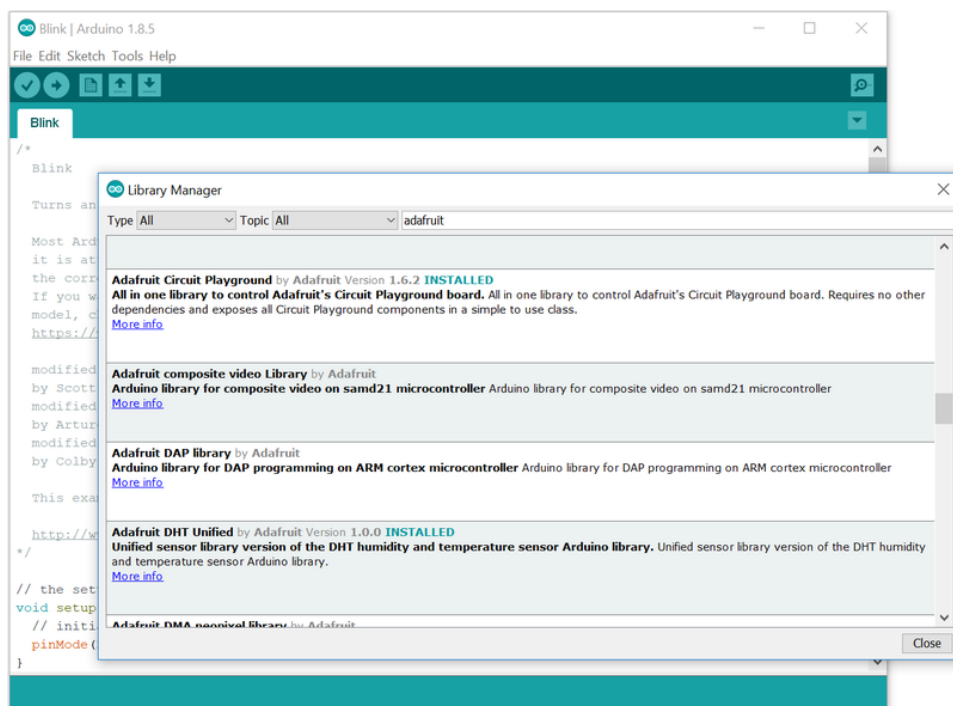 Blink | Arduino 1.8.5
File Edit Sketch Tools Help
Blink
/*
Blink
Turns an
Most Ard
it is at
the corr
If you w
model, c
https://
modified
by Scott
modified
by Artur
modified
by Colby
This exa
http://w
*/
// the set
void setup
// initi
pinMode(
}
Library Manager
Type All Topic All adafruit
Adafruit Circuit Playground by Adafruit Version 1.6.2 INSTALLED
All in one library to control Adafruit's Circuit Playground board. All in one library to control Adafruit's Circuit Playground board. Requires no other
dependencies and exposes all Circuit Playground components in a simple to use class.
More info
Adafruit composite video Library by Adafruit
Arduino library for composite video on samd21 microcontroller Arduino library for composite video on samd21 microcontroller
More info
Adafruit DAP library by Adafruit
Arduino library for DAP programming on ARM cortex microcontroller Arduino library for DAP programming on ARM cortex microcontroller
More info
Adafruit DHT Unified by Adafruit Version 1.0.0 INSTALLED
Unified sensor library version of the DHT humidity and temperature sensor Arduino library. Unified sensor library version of the DHT humidity
and temperature sensor Arduino library.
More info
Adafruit DMA neopixel library by Adafruit
Close